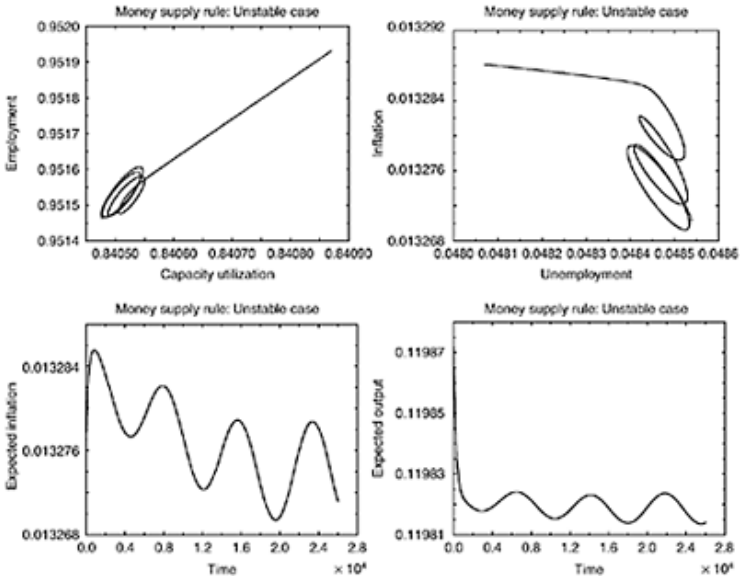 Money supply rule: Unstable case
0.9520
0.9519
0.9518
0.9517
0.9516
0.9515
0.9514
Employment
0.84050 0.84060 0.84070 0.84080 0.84090
Capacity utilization
Money supply rule: Unstable case
0.013292
0.013284
0.013276
0.013268
Inflation
0.0480 0.0481 0.0482 0.0483 0.0484 0.0485 0.0486
Unemployment
Money supply rule: Unstable case
0.013284
0.013276
0.013268
Expected inflation
0.0 0.4 0.8 1.2 1.6 2.0 2.4 2.8
Time × 10⁶
Money supply rule: Unstable case
0.11987
0.11985
0.11983
0.11981
Expected output
0.0 0.4 0.8 1.2 1.6 2.0 2.4 2.8
Time × 10⁶